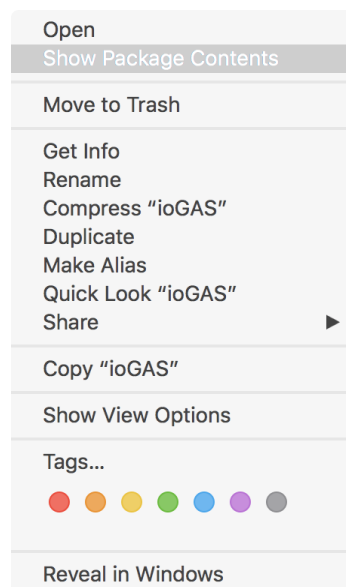 Open
Show Package Contents
Move to Trash
Get Info
Rename
Compress “ioGAS”
Duplicate
Make Alias
Quick Look “ioGAS”
Share
Copy “ioGAS”
Show View Options
Tags...
Reveal in Windows